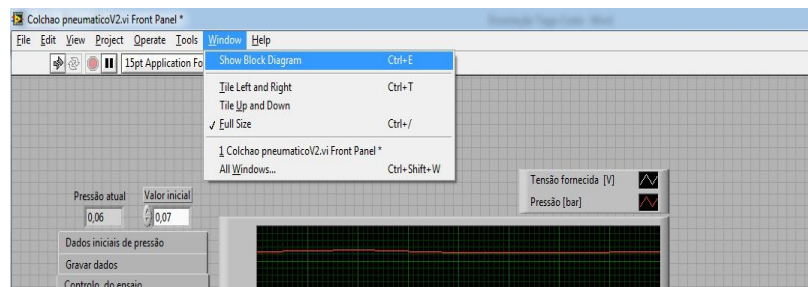 Colchao pneumaticoV2.vi Front Panel *
File Edit View Project Operate Tools Window Help
15pt Application Fo
Show Block Diagram Ctrl+E
Tile Left and Right Ctrl+T
Tile Up and Down
✓ Full Size Ctrl+/
1 Colchao pneumaticoV2.vi Front Panel *
All Windows... Ctrl+Shift+W
Tensão fornecida [V]
Pressão [bar]
Pressão atual Valor inicial
0,06 0,07
Dados iniciais de pressão
Gravar dados
Controlo do ensaio